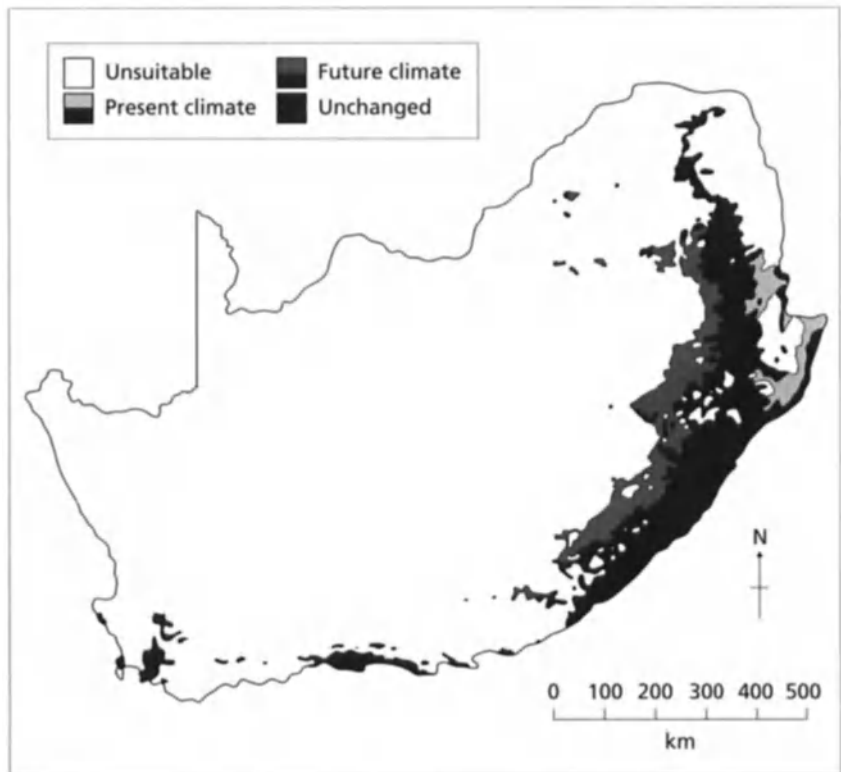 Unsuitable
Future climate
Present climate
Unchanged
N
0 100 200 300 400 500
km